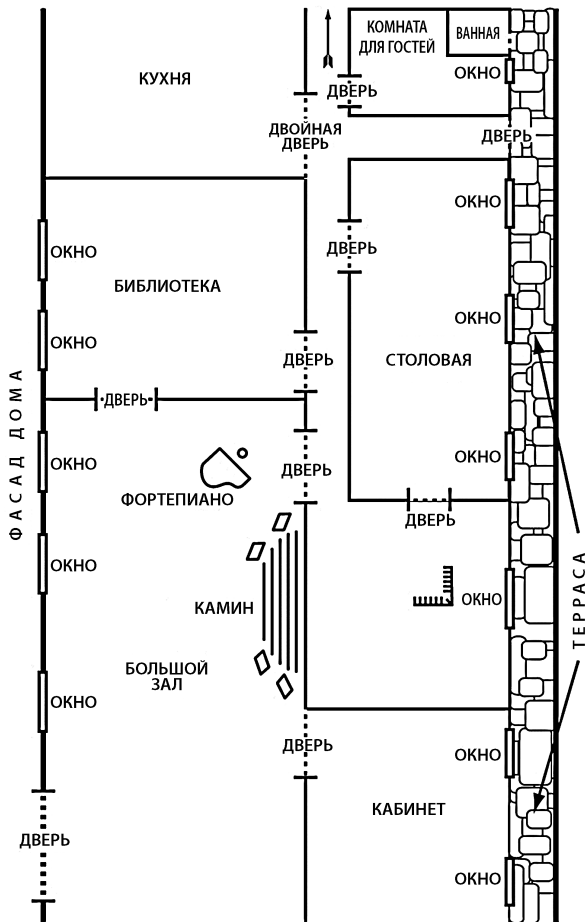 КОМНАТА
ДЛЯ ГОСТЕЙ
ВАННАЯ
КУХНЯ
ОКНО
ДВЕРЬ
ДВОЙНАЯ
ДВЕРЬ
ДВЕРЬ
ОКНО
ОКНО
ДВЕРЬ
БИБЛИОТЕКА
ОКНО
ОКНО
ДВЕРЬ
СТОЛОВАЯ
ДВЕРЬ
ФАСАД ДОМА
ОКНО
ДВЕРЬ
ОКНО
ФОРТЕПИАНО
ДВЕРЬ
ОКНО
КАМИН
ОКНО
ТЕРРАСА
БОЛЬШОЙ
ЗАЛ
ОКНО
ДВЕРЬ
ОКНО
КАБИНЕТ
ДВЕРЬ
ОКНО